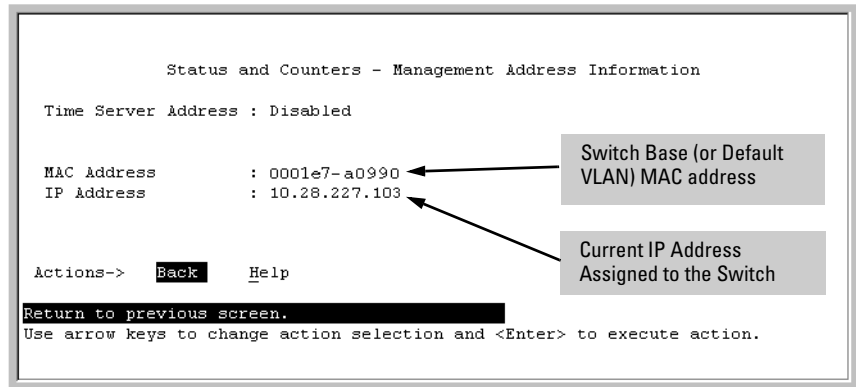 Status and Counters - Management Address Information
Time Server Address : Disabled
MAC Address : 0001e7-a0990
Switch Base (or Default
VLAN) MAC address
IP Address : 10.28.227.103
Current IP Address
Assigned to the Switch
Actions-> Back Help
Return to previous screen.
Use arrow keys to change action selection and <Enter> to execute action.